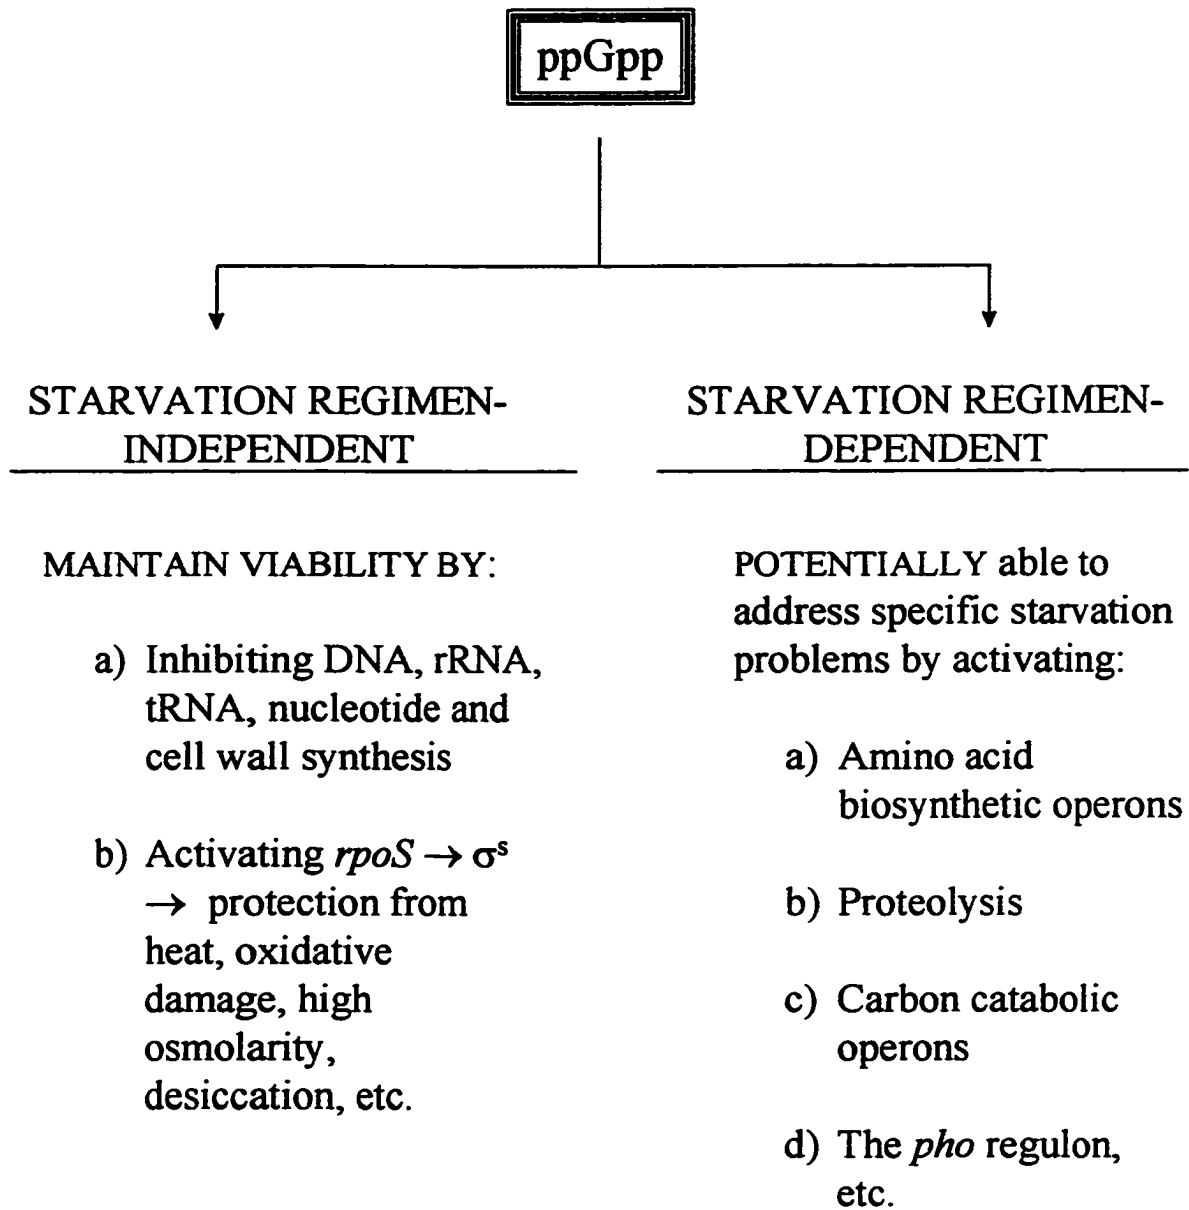 ppGpp
STARVATION REGIMEN-
INDEPENDENT
MAINTAIN VIABILITY BY:
a) Inhibiting DNA, rRNA,
tRNA, nucleotide and
cell wall synthesis
b) Activating rpoS → σˢ
→ protection from
heat, oxidative
damage, high
osmolarity,
desiccation, etc.
STARVATION REGIMEN-
DEPENDENT
POTENTIALLY able to
address specific starvation
problems by activating:
a) Amino acid
biosynthetic operons
b) Proteolysis
c) Carbon catabolic
operons
d) The pho regulon,
etc.